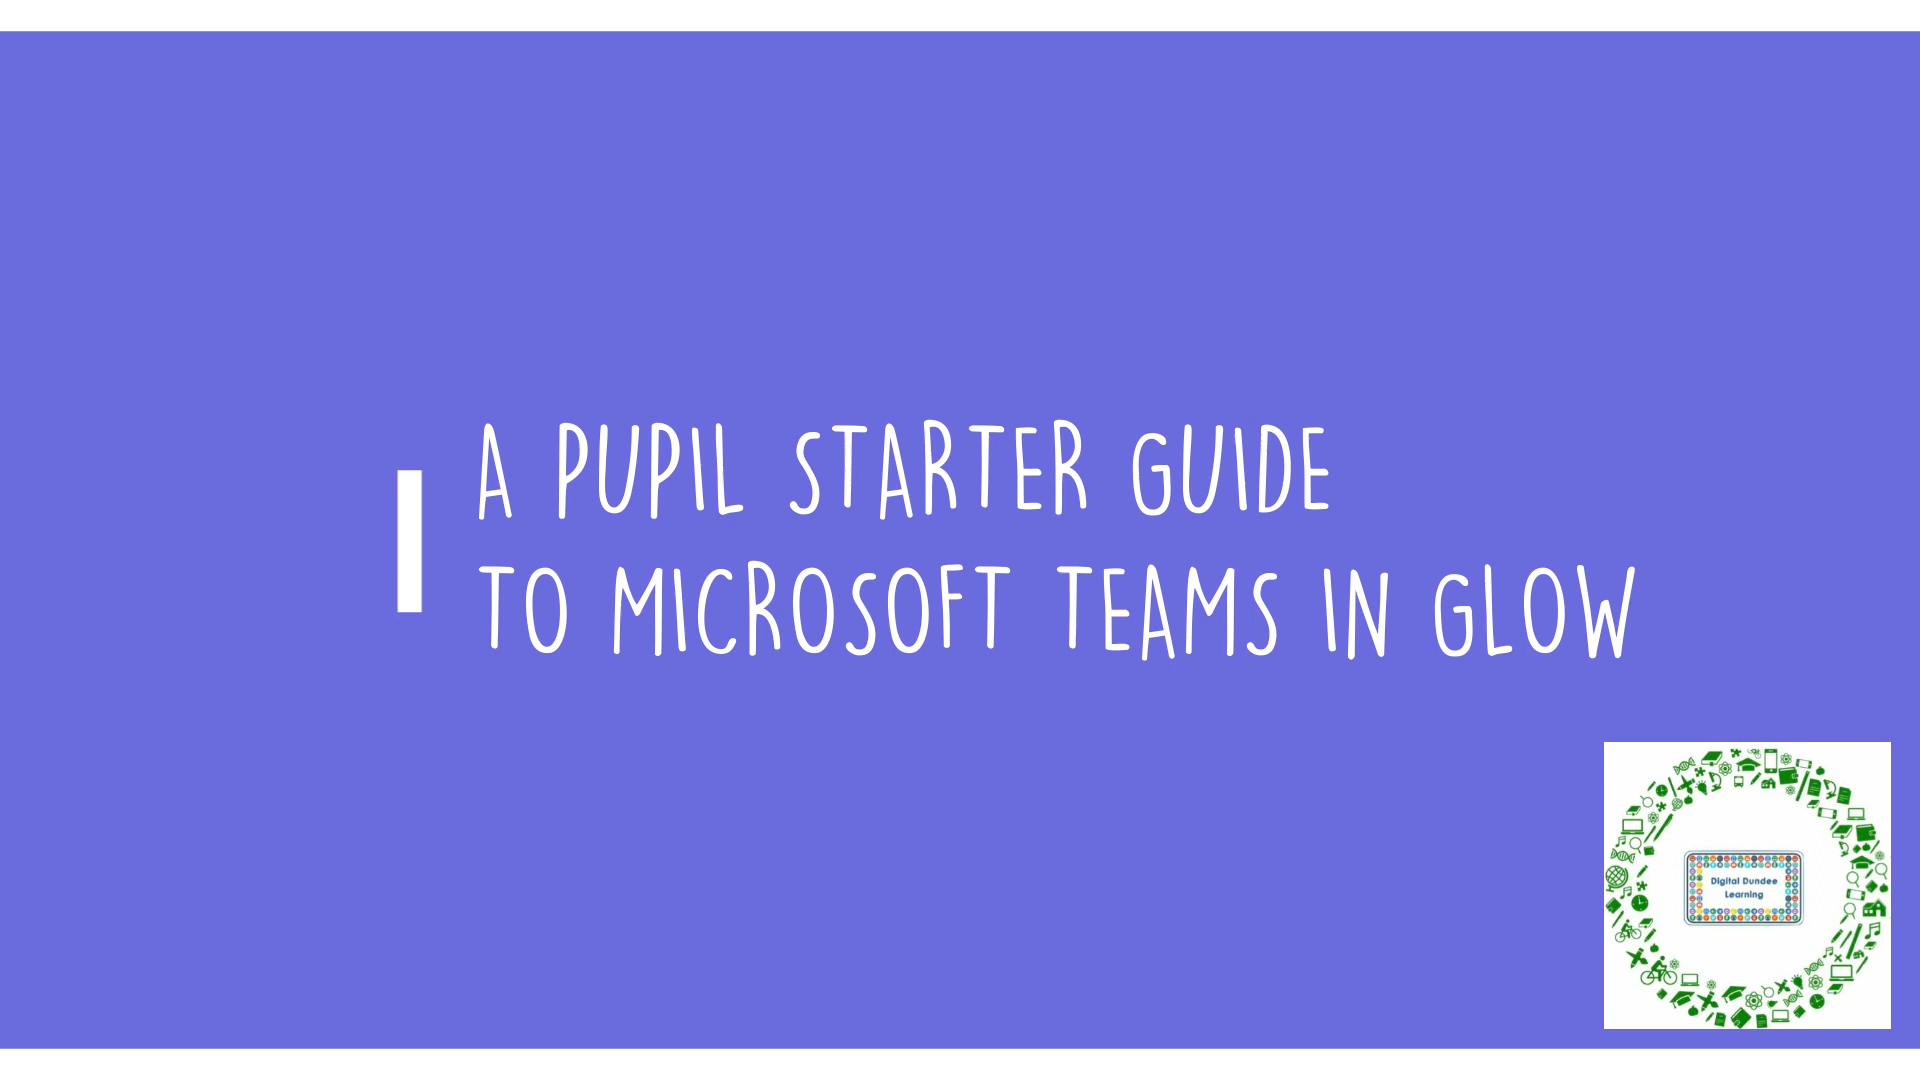 A PUPIL STARTER GUIDE
TO MICROSOFT TEAMS IN GLOW
Digital Dundee
Learning